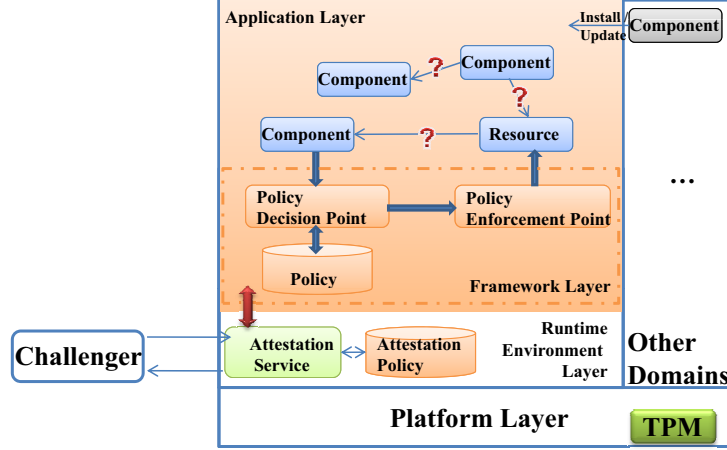 Application Layer
Install
Update
Component
Component
Component
?
?
Component
?
Resource
...
Policy
Decision Point
Policy
Enforcement Point
Policy
Framework Layer
Challenger
Attestation
Service
Attestation
Policy
Runtime
Environment
Layer
Other
Domains
Platform Layer
TPM